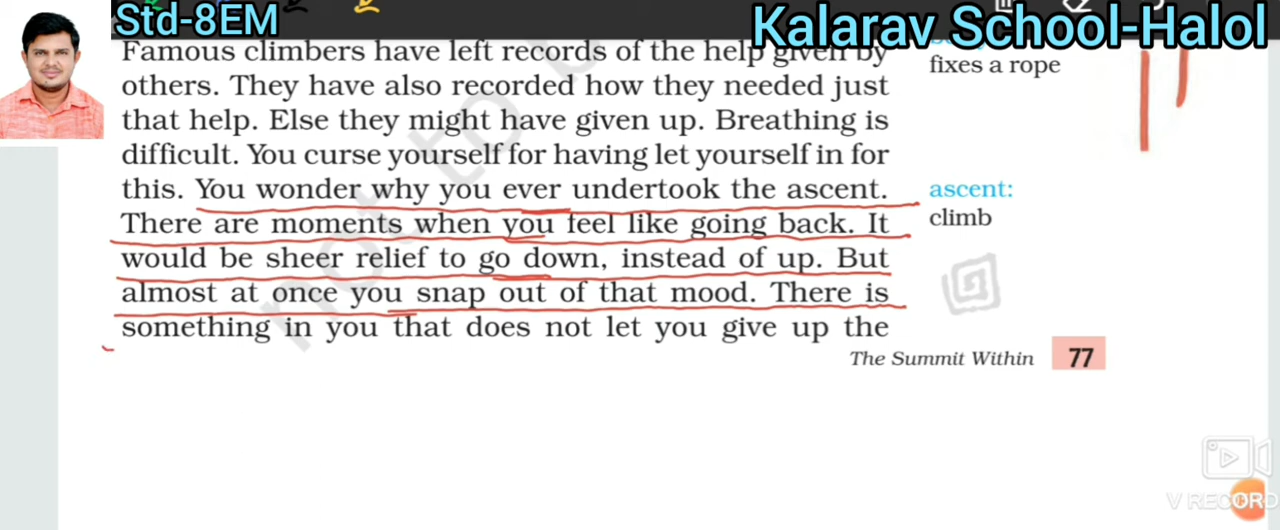 Std-8EM
Kalarav School-Halol
Famous climbers have left records of the help given by
others. They have also recorded how they needed just
that help. Else they might have given up. Breathing is
difficult. You curse yourself for having let yourself in for
this. You wonder why you ever undertook the ascent.
There are moments when you feel like going back. It
would be sheer relief to go down, instead of up. But
almost at once you snap out of that mood. There is
something in you that does not let you give up the
fixes a rope
ascent:
climb
not to
The Summit Within 77
V RECORD